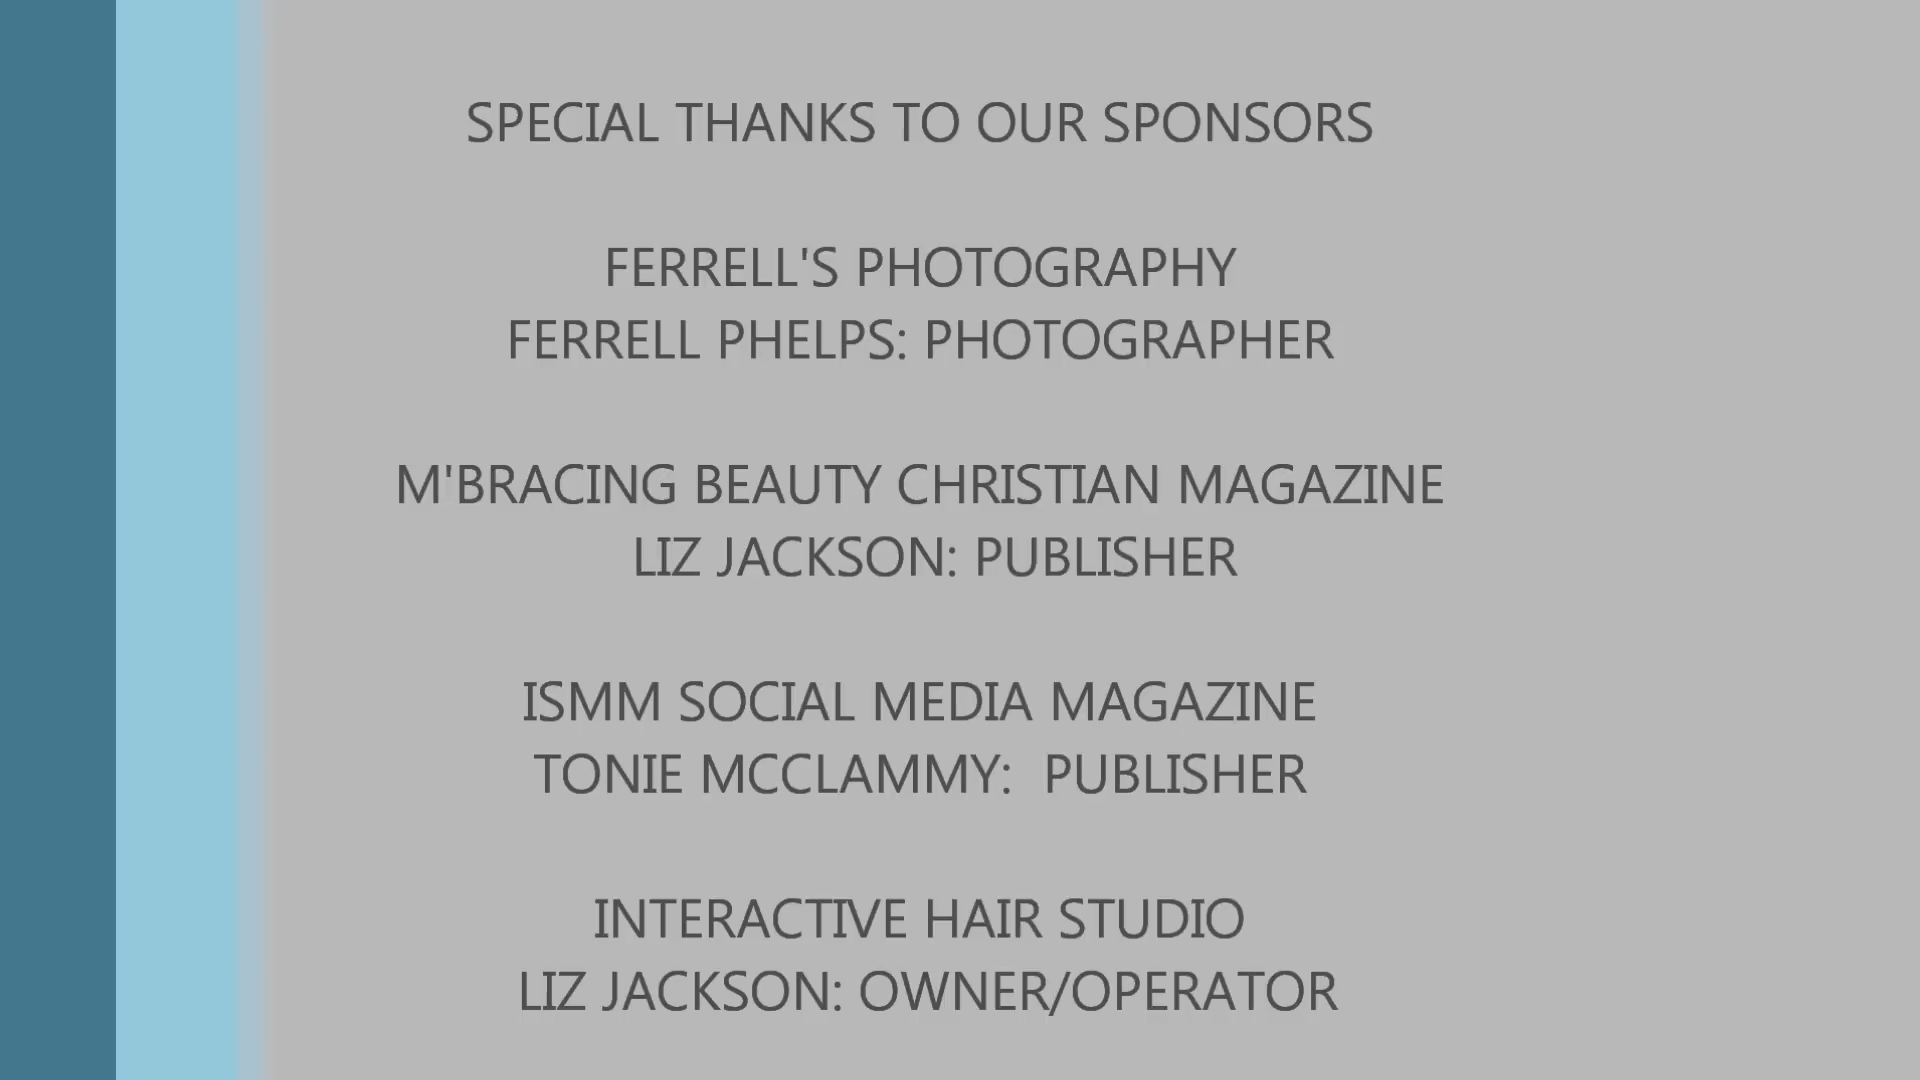 SPECIAL THANKS TO OUR SPONSORS
FERRELL'S PHOTOGRAPHY
FERRELL PHELPS: PHOTOGRAPHER
M'BRACING BEAUTY CHRISTIAN MAGAZINE
LIZ JACKSON: PUBLISHER
ISMM SOCIAL MEDIA MAGAZINE
TONIE MCCLAMMY:  PUBLISHER
INTERACTIVE HAIR STUDIO
LIZ JACKSON: OWNER/OPERATOR